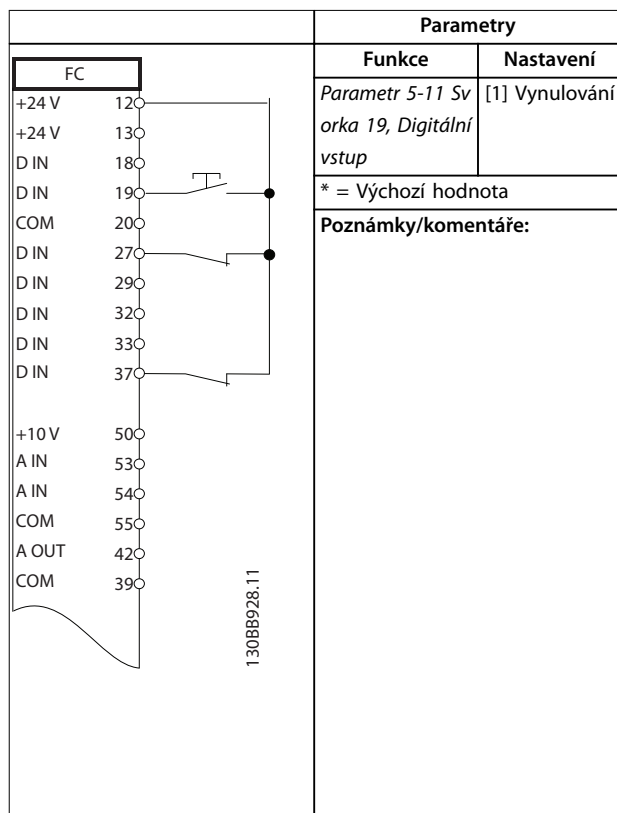 Parametry
Funkce Nastavení
Parametr 5-11 Sv
orka 19, Digitální
vstup
[1] Vynulování
* = Výchozí hodnota
Poznámky/komentáře:
FC
+24 V 12
+24 V 13
D IN 18
D IN 19
COM 20
D IN 27
D IN 29
D IN 32
D IN 33
D IN 37
+10 V 50
A IN 53
A IN 54
COM 55
A OUT 42
COM 39
130BB928.11